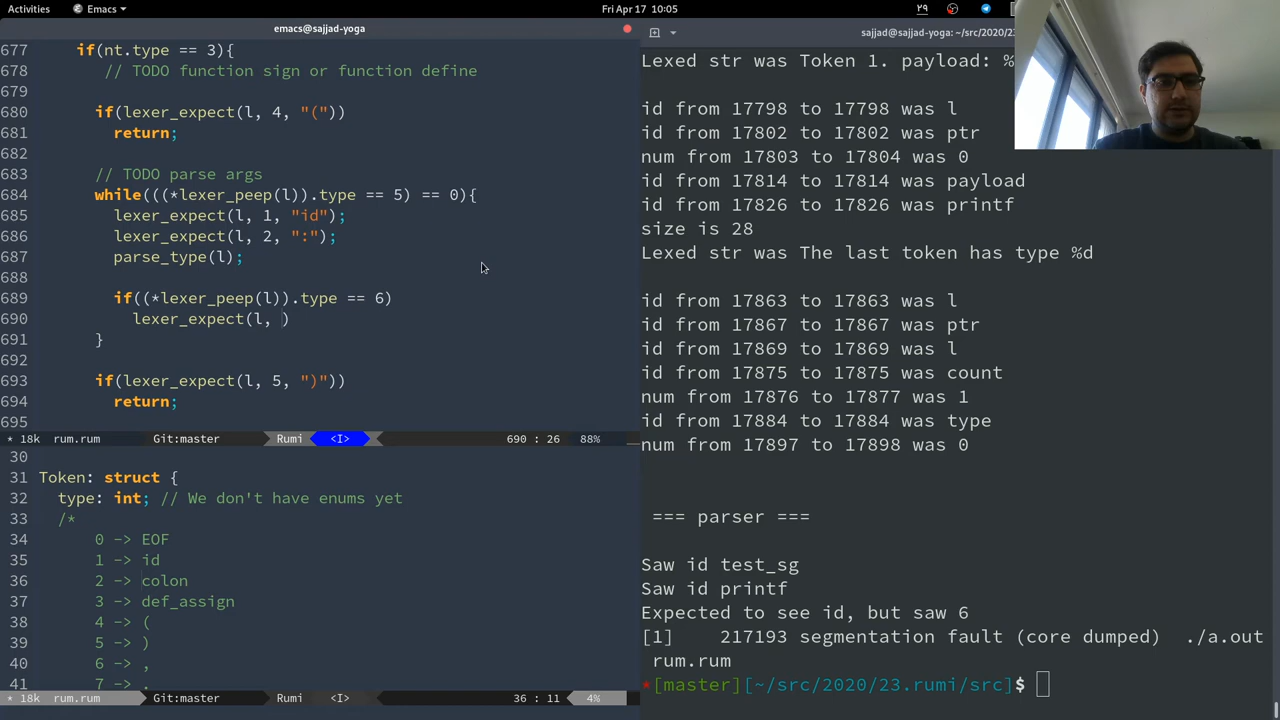 Activities
Emacs
Fri Apr 17 10:05
۲۹
emacs@sajjad-yoga
677 if(nt.type == 3){
678 // TODO function sign or function define
679
680 if(lexer_expect(l, 4, "("))
681 return;
682
683 // TODO parse args
684 while(((*lexer_peep(l)).type == 5) == 0){
685 lexer_expect(l, 1, "id");
686 lexer_expect(l, 2, ":");
687 parse_type(l);
688
689 if((*lexer_peep(l)).type == 6)
690 lexer_expect(l, )
691 }
692
693 if(lexer_expect(l, 5, ")"))
694 return;
695
* 18k rum.rum Git:master Rumi <I> 690 : 26 88%
30
31 Token: struct {
32 type: int; // We don't have enums yet
33 /*
34 0 -> EOF
35 1 -> id
36 2 -> colon
37 3 -> def_assign
38 4 -> (
39 5 -> )
40 6 -> ,
41 7 -> .
* 18k rum.rum Git:master Rumi <I> 36 : 11 4%
sajjad@sajjad-yoga: ~/src/2020/23.
Lexed str was Token 1. payload: %
id from 17798 to 17798 was l
id from 17802 to 17802 was ptr
num from 17803 to 17804 was 0
id from 17814 to 17814 was payload
id from 17826 to 17826 was printf
size is 28
Lexed str was The last token has type %d
id from 17863 to 17863 was l
id from 17867 to 17867 was ptr
id from 17869 to 17869 was l
id from 17875 to 17875 was count
num from 17876 to 17877 was 1
id from 17884 to 17884 was type
num from 17897 to 17898 was 0
=== parser ===
Saw id test_sg
Saw id printf
Expected to see id, but saw 6
[1] 217193 segmentation fault (core dumped) ./a.out
rum.rum
*[master][~/src/2020/23.rumi/src]$